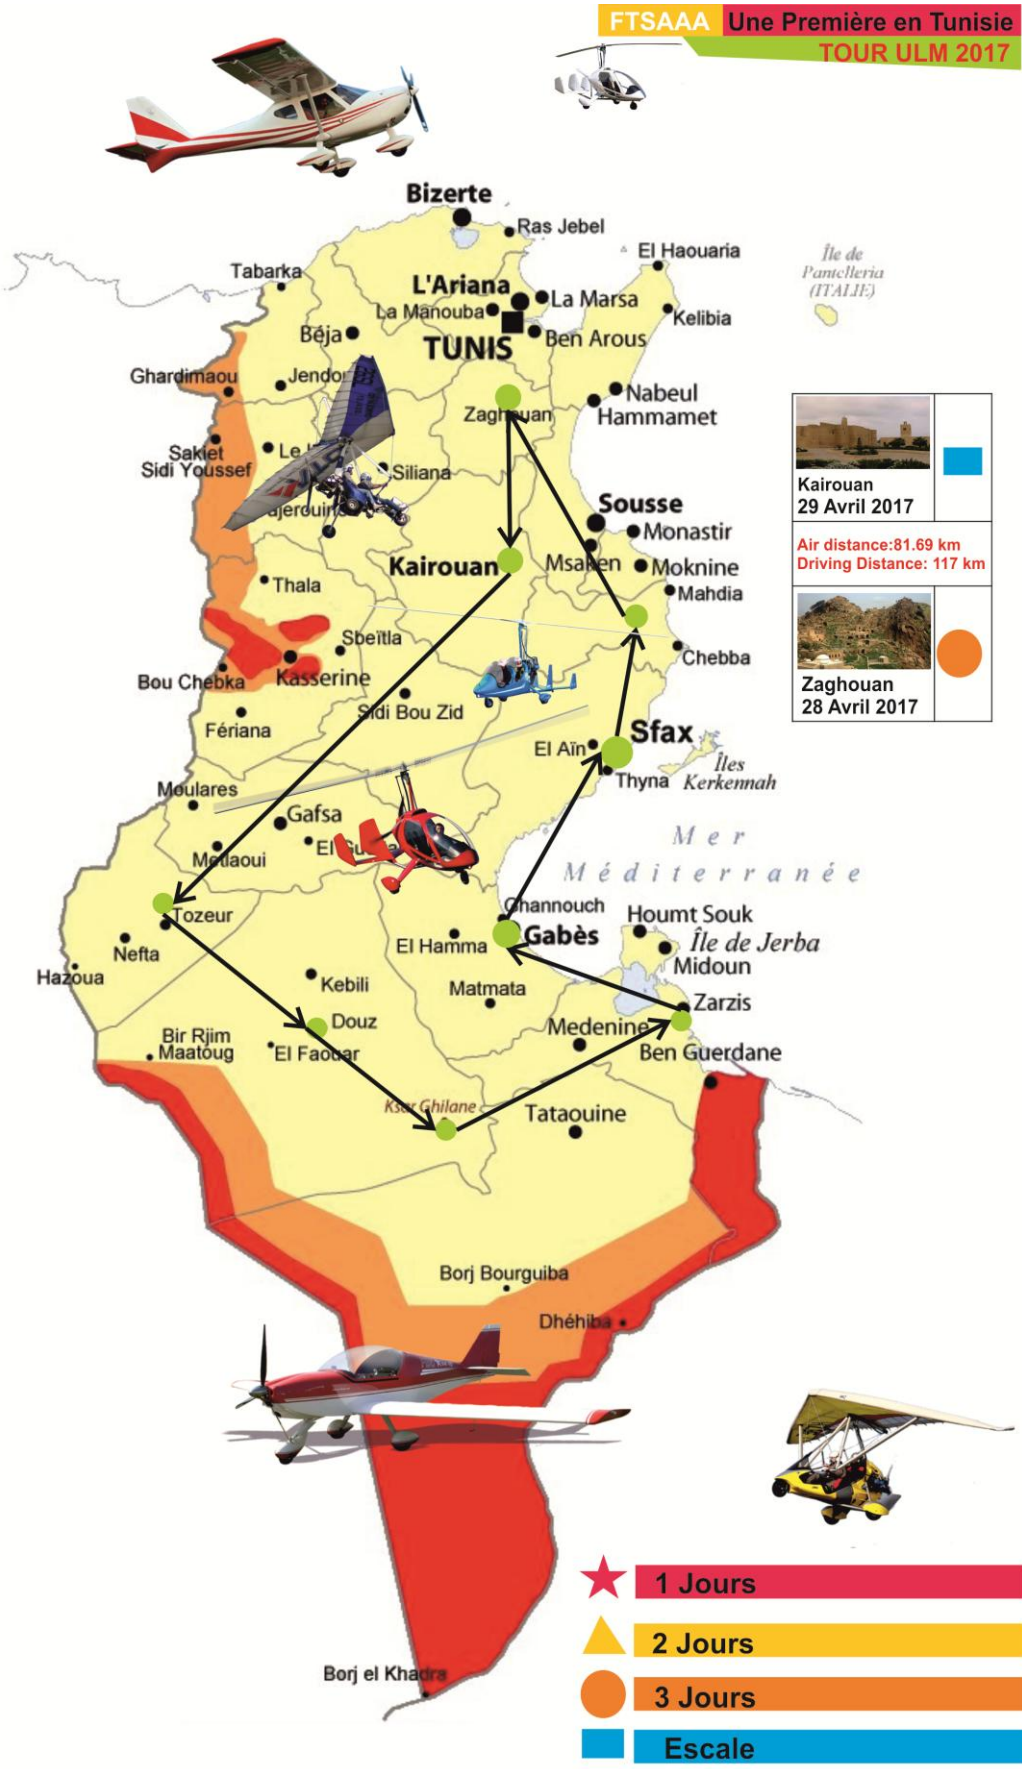 FTSAAA Une Première en Tunisie
TOUR ULM 2017
Bizerte
Ras Jebel
El Haouaria
Île de
Pantelleria
(ITALIE)
Tabarka
L'Ariana
La Marsa
La Manouba
Kelibia
Béja
TUNIS
Ben Arous
Ghardimaou
Nabeul
Hammamet
Zaghouan
Sakiet
Sidi Youssef
Siliana
Sousse
Monastir
Kairouan
Msaken
Moknine
Thala
Mahdia
Sbeïtla
Chebba
Bou Chebka
Kasserine
Sidi Bou Zid
Fériana
Sfax
El Aïn
Îles
Kerkennah
Thyna
Moulares
Gafsa
Metlaoui
Mer
Méditerranée
Ghannouch
Tozeur
Houmt Souk
Gabès
Île de Jerba
El Hamma
Midoun
Nefta
Hazoua
Kebili
Matmata
Zarzis
Douz
Medenine
Bir Rjim
Maatoug
El Faouar
Ben Guerdane
Ksar Ghilane
Tataouine
Borj Bourguiba
Dhéhiba
Borj el Khadra
Kairouan
29 Avril 2017
Air distance:81.69 km
Driving Distance: 117 km
Zaghouan
28 Avril 2017
1 Jours
2 Jours
3 Jours
Escale